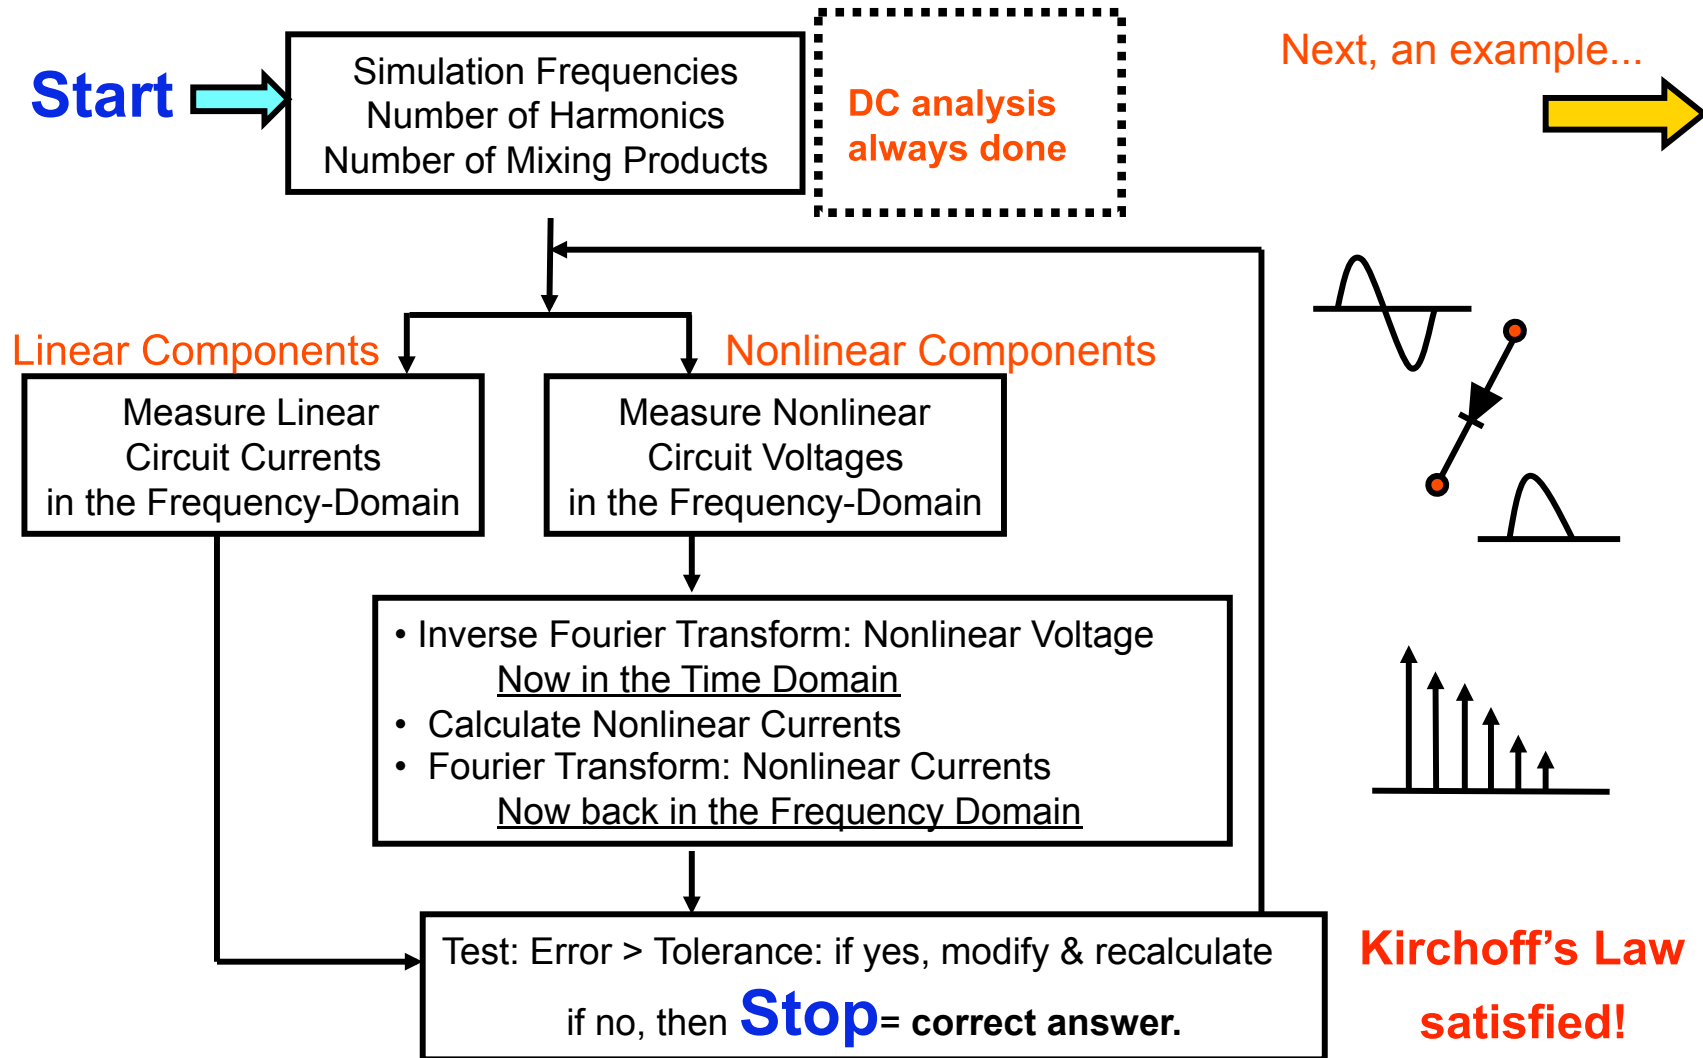 Start
Simulation Frequencies
Number of Harmonics
Number of Mixing Products
DC analysis
always done
Next, an example...
Linear Components
Nonlinear Components
Measure Linear
Circuit Currents
in the Frequency-Domain
Measure Nonlinear
Circuit Voltages
in the Frequency-Domain
• Inverse Fourier Transform: Nonlinear Voltage
Now in the Time Domain
• Calculate Nonlinear Currents
• Fourier Transform: Nonlinear Currents
Now back in the Frequency Domain
Test: Error > Tolerance: if yes, modify & recalculate
if no, then Stop= correct answer.
Kirchoff’s Law
satisfied!